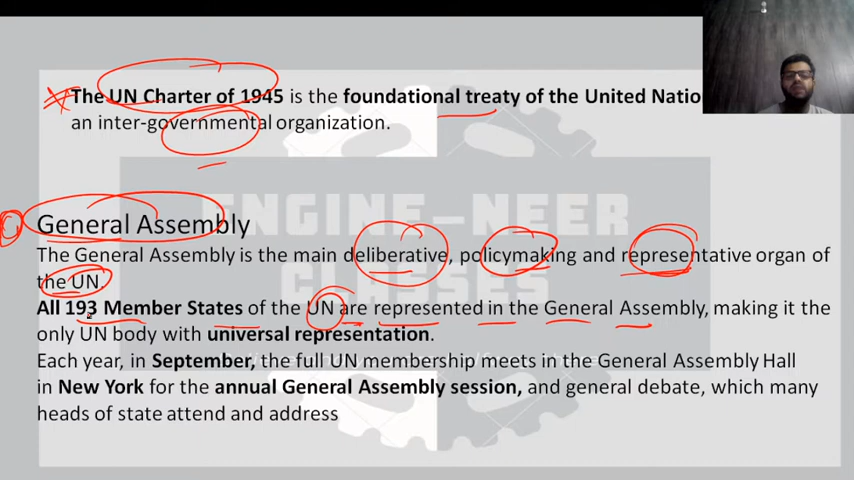 The UN Charter of 1945 is the foundational treaty of the United Natio
an inter-governmental organization.
ENGINE-NEER
CLASSES
General Assembly
The General Assembly is the main deliberative, policymaking and representative organ of
the UN.
All 193 Member States of the UN are represented in the General Assembly, making it the
only UN body with universal representation.
Each year, in September, the full UN membership meets in the General Assembly Hall
in New York for the annual General Assembly session, and general debate, which many
heads of state attend and address